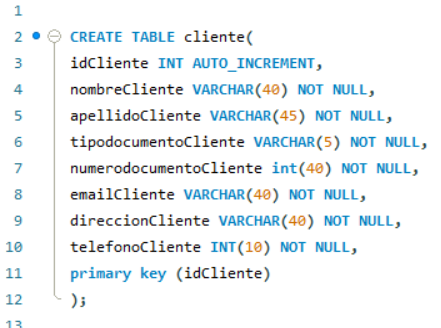 1
2 CREATE TABLE cliente(
3 idCliente INT AUTO_INCREMENT,
4 nombreCliente VARCHAR(40) NOT NULL,
5 apellidoCliente VARCHAR(45) NOT NULL,
6 tipodocumentoCliente VARCHAR(5) NOT NULL,
7 numerodocumentoCliente int(40) NOT NULL,
8 emailCliente VARCHAR(40) NOT NULL,
9 direccionCliente VARCHAR(40) NOT NULL,
10 telefonoCliente INT(10) NOT NULL,
11 primary key (idCliente)
12 );
13